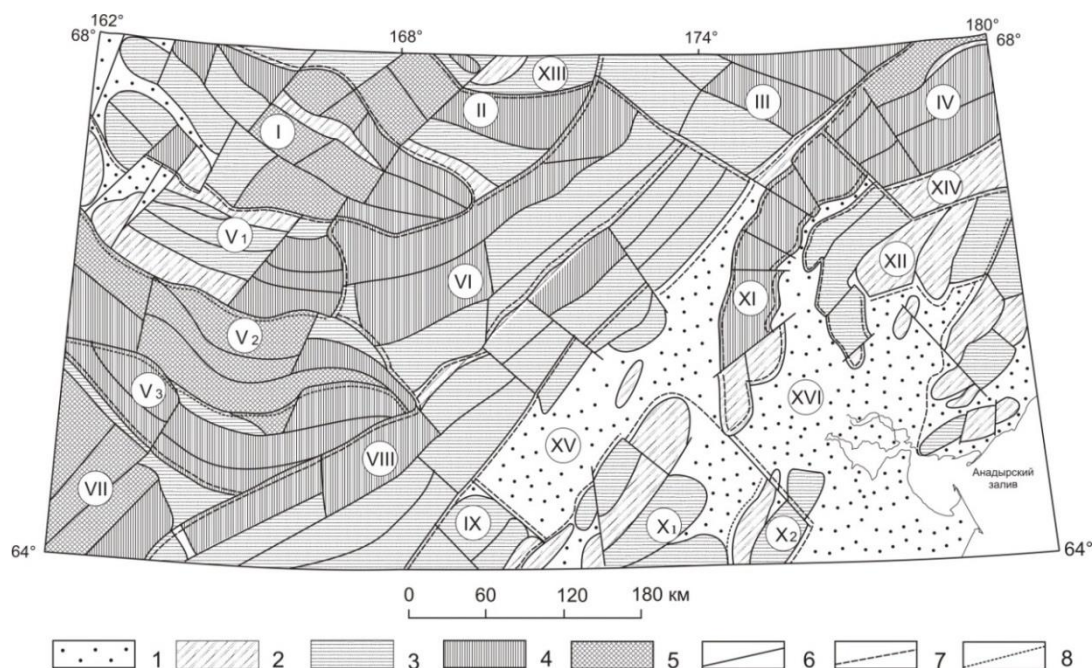 162°
68°
168°
174°
180°
68°
XIII
II
III
IV
I
XIV
V1
XII
VI
XI
V2
V3
XVI
XV
VIII
Анадырский
залив
VII
IX
X1
X2
64°
64°
0 60 120 180 км
1 2 3 4 5 6 7 8